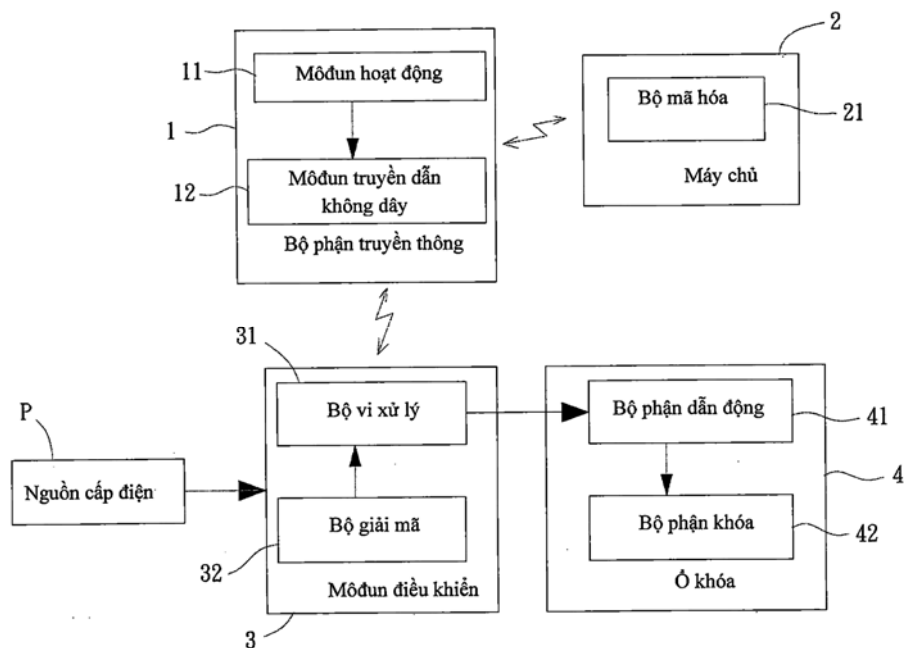 2
11
Môđun hoạt động
Bộ mã hóa
21
1
Máy chủ
12
Môđun truyền dẫn
không dây
Bộ phận truyền thông
31
P
Bộ vi xử lý
Bộ phận dẫn động
41
Nguồn cấp điện
4
Bộ giải mã
Bộ phận khóa
42
32
Môđun điều khiển
Ổ khóa
3